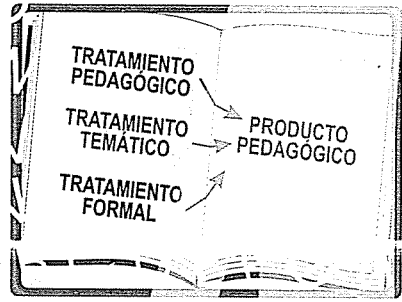 TRATAMIENTO
PEDAGÓGICO
TRATAMIENTO
TEMÁTICO
TRATAMIENTO
FORMAL
PRODUCTO
PEDAGÓGICO